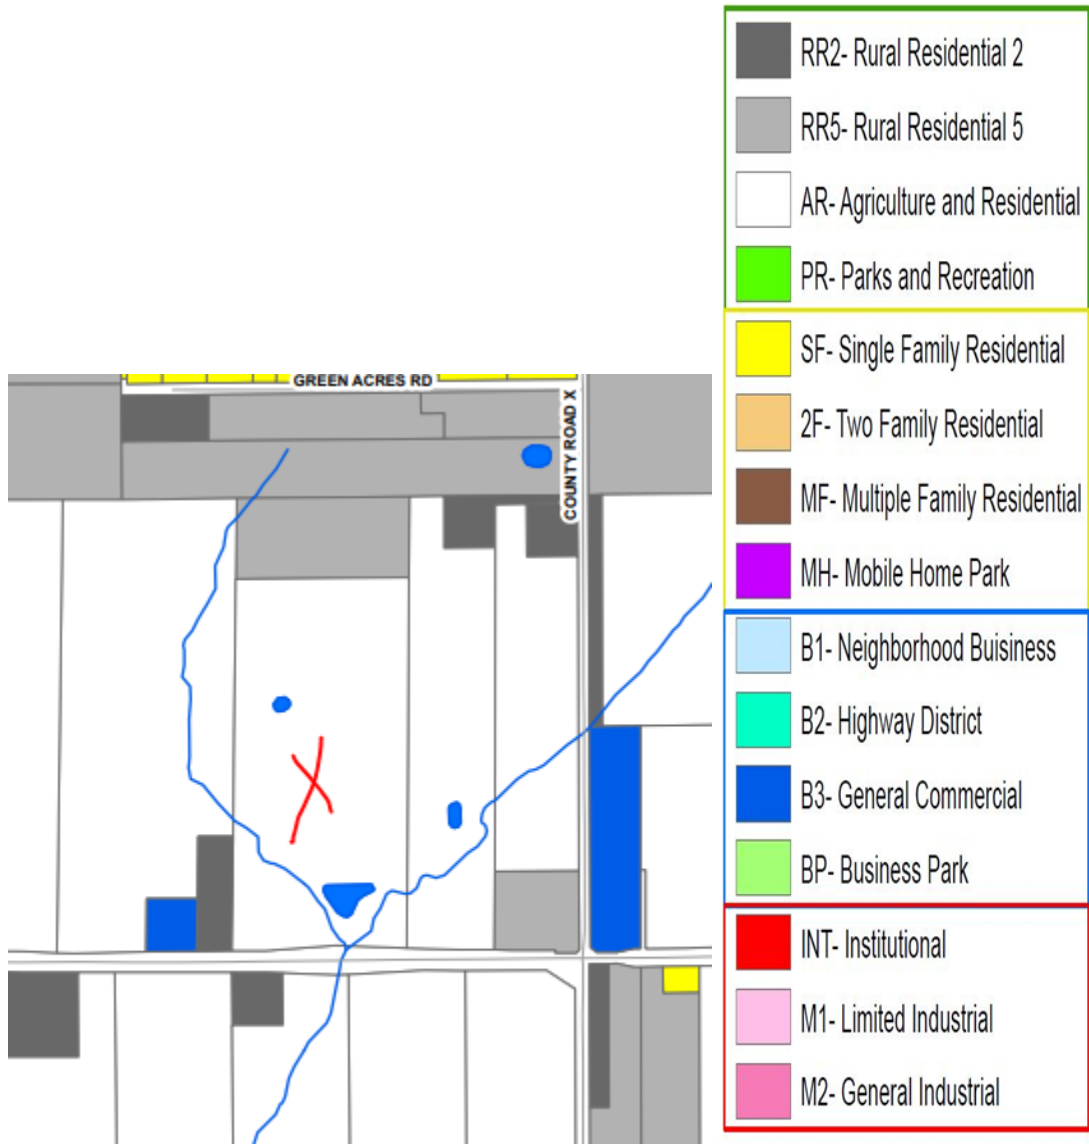 RR2- Rural Residential 2
RR5- Rural Residential 5
AR- Agriculture and Residential
PR- Parks and Recreation
SF- Single Family Residential
2F- Two Family Residential
MF- Multiple Family Residential
MH- Mobile Home Park
B1- Neighborhood Buisiness
B2- Highway District
B3- General Commercial
BP- Business Park
INT- Institutional
M1- Limited Industrial
M2- General Industrial
GREEN ACRES RD
COUNTY ROAD X